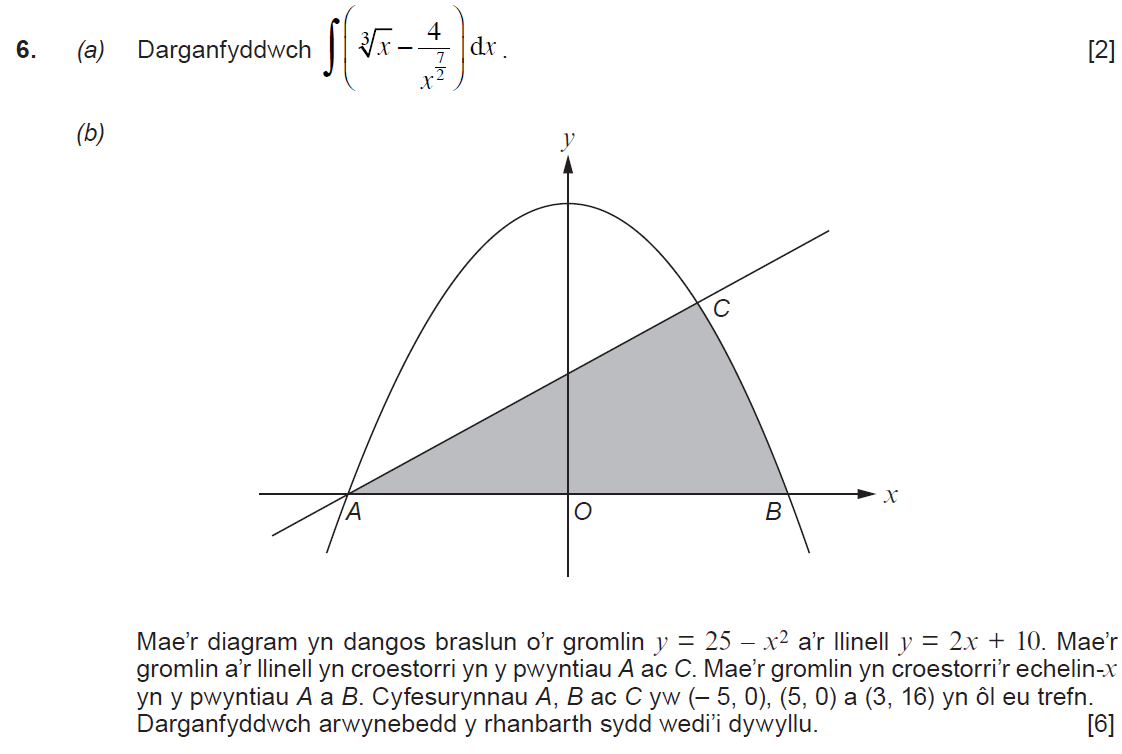 6. (a) Darganfyddwch ∫(∛x − 4/x^(7/2)) dx . [2]
(b)
y
C
x
A
O
B
Mae'r diagram yn dangos braslun o'r gromlin y = 25 – x² a'r llinell y = 2x + 10. Mae'r
gromlin a'r llinell yn croestorri yn y pwyntiau A ac C. Mae'r gromlin yn croestorri'r echelin-x
yn y pwyntiau A a B. Cyfesurynnau A, B ac C yw (– 5, 0), (5, 0) a (3, 16) yn ôl eu trefn.
Darganfyddwch arwynebedd y rhanbarth sydd wedi'i dywyllu. [6]